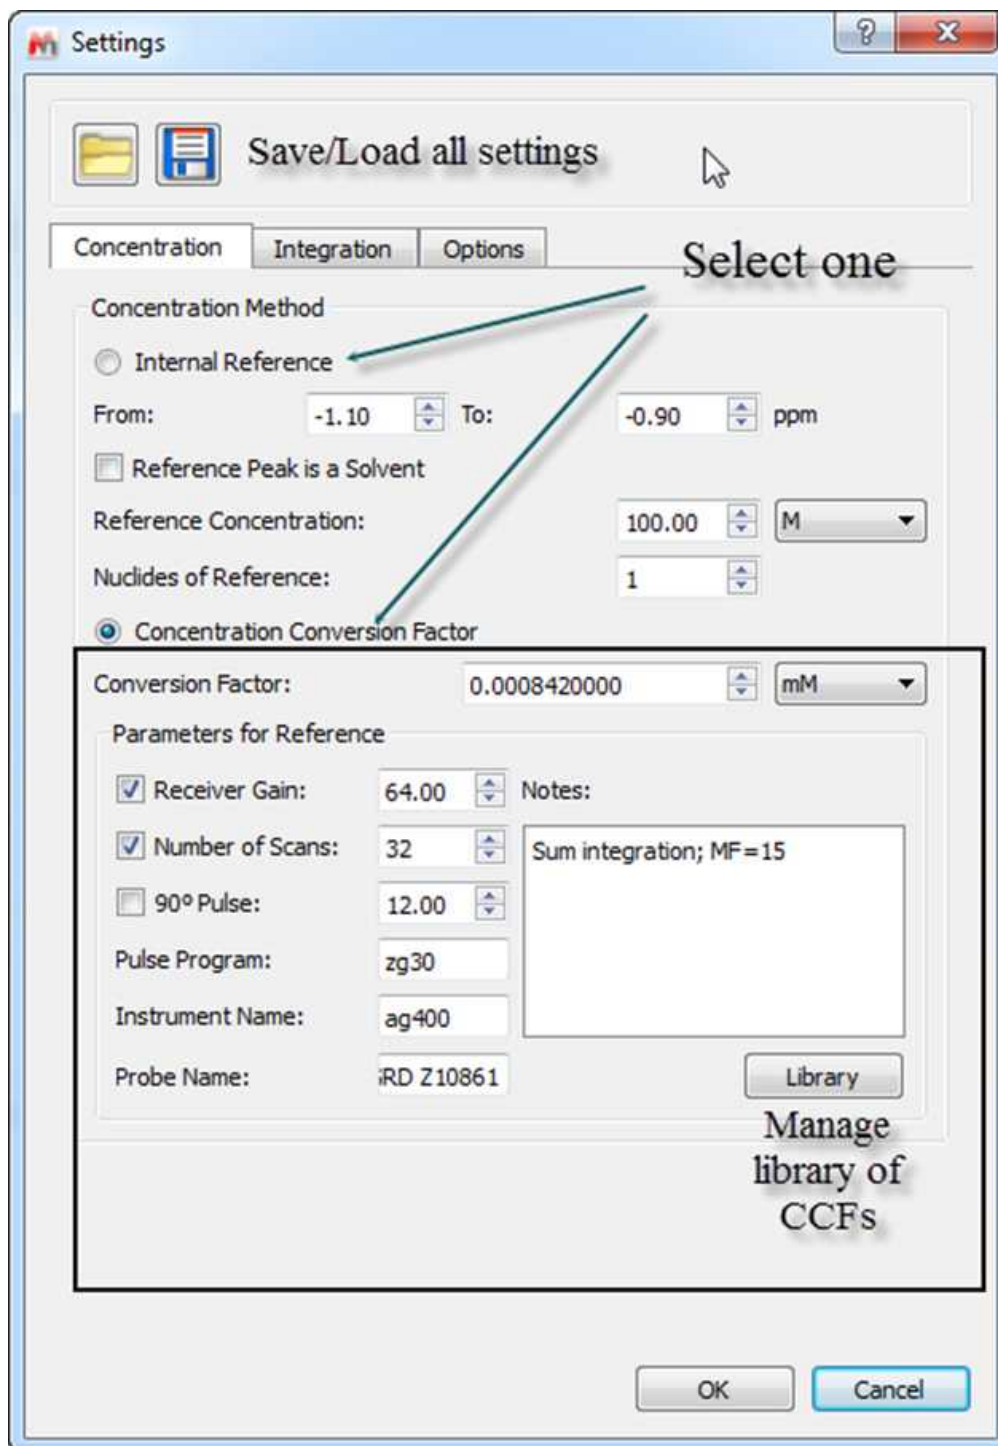 Settings
Save/Load all settings
Concentration Integration Options
Select one
Concentration Method
Internal Reference
From: -1.10 To: -0.90 ppm
Reference Peak is a Solvent
Reference Concentration: 100.00 M
Nuclides of Reference: 1
Concentration Conversion Factor
Conversion Factor: 0.0008420000 mM
Parameters for Reference
Receiver Gain: 64.00 Notes:
Number of Scans: 32 Sum integration; MF=15
90º Pulse: 12.00
Pulse Program: zg30
Instrument Name: ag400
Probe Name: Z10861 Library
Manage
library of
CCFs
OK Cancel